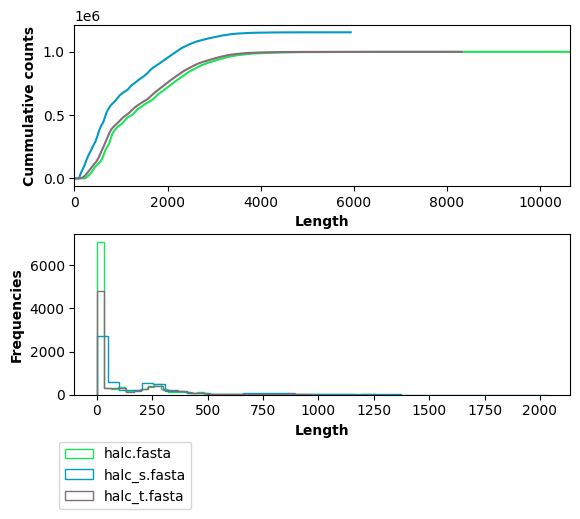 1e6
Cummulative counts
1.0
0.5
0.0
0 2000 4000 6000 8000 10000
Length
Frequencies
6000
4000
2000
0
0 250 500 750 1000 1250 1500 1750 2000
Length
halc.fasta
halc_s.fasta
halc_t.fasta